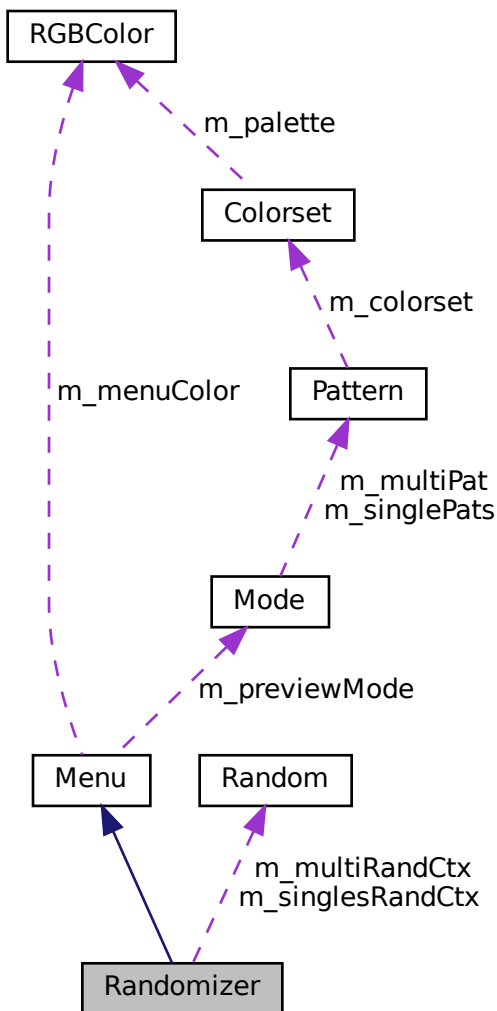 RGBColor
m_palette
Colorset
m_colorset
m_menuColor
Pattern
m_multiPat
m_singlePats
Mode
m_previewMode
Menu
Random
m_multiRandCtx
m_singlesRandCtx
Randomizer